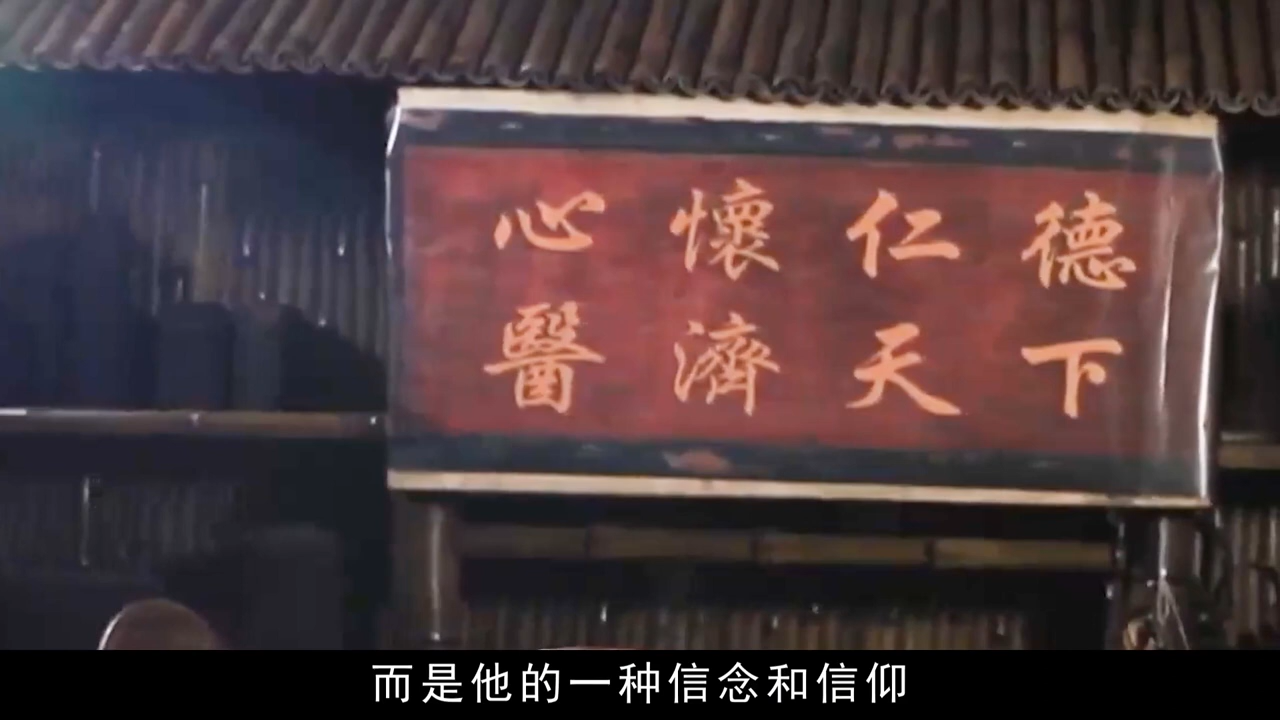 心懷仁德
醫濟天下
而是他的一种信念和信仰